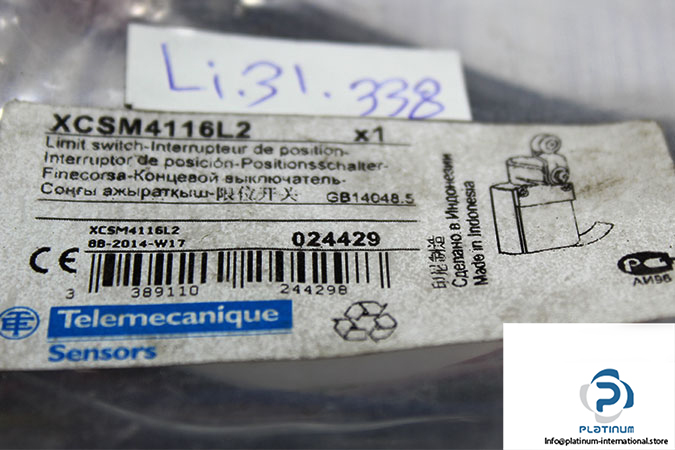 Li.31.338
XCSM4116L2 x1
Limit switch-Interrupteur de position-
Interruptor de posición-Positionsschalter-
Finecorsa-Концевой выключатель-
Соңғы ажыратқыш-限位开关 GB14048.5
XCSM4116L2
8B-2014-W17 024429
CE
3 389110 244298
Telemecanique
Sensors
印尼制造
Сделано в Индонезии
Made in Indonesia
РС
АИ96
PLATINUM
Info@platinum-international.store